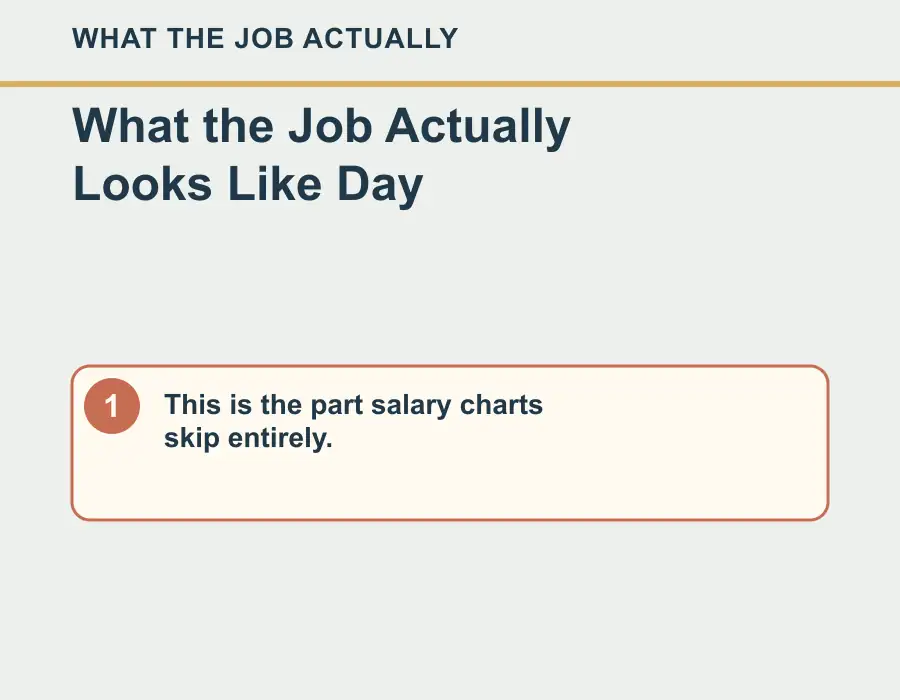 WHAT THE JOB ACTUALLY
What the Job Actually
Looks Like Day
1
This is the part salary charts
skip entirely.